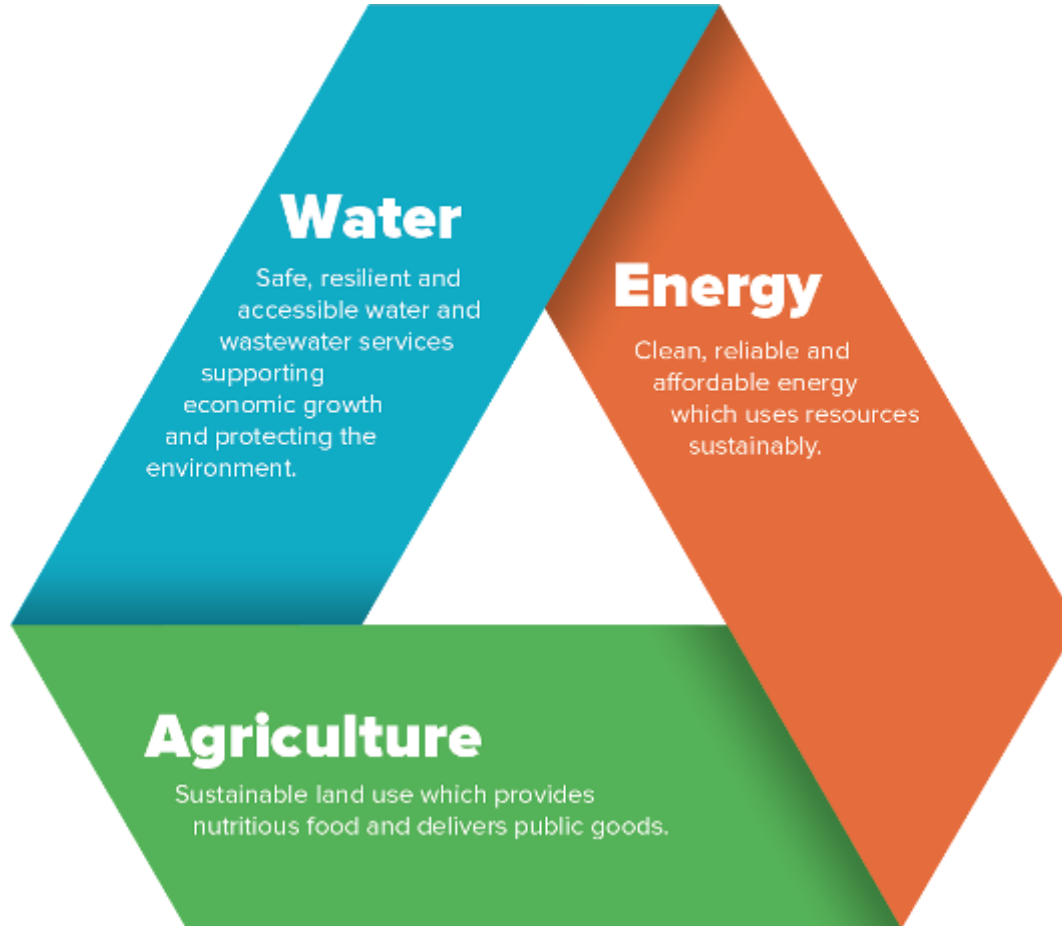 Water
Safe, resilient and
accessible water and
wastewater services
supporting
economic growth
and protecting the
environment.
Energy
Clean, reliable and
affordable energy
which uses resources
sustainably.
Agriculture
Sustainable land use which provides
nutritious food and delivers public goods.